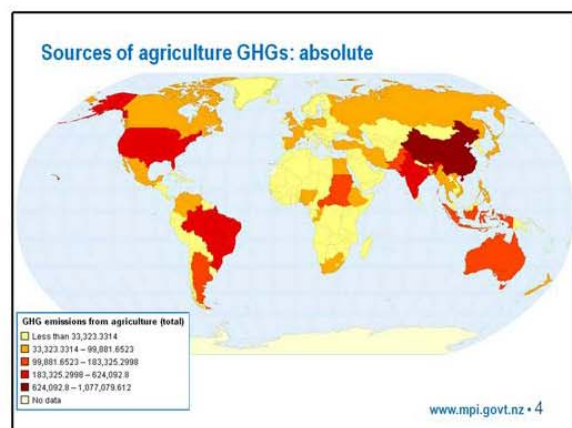 Sources of agriculture GHGs: absolute
GHG emissions from agriculture (total)
Less than 33,323.3314
33,323.3314 – 99,881.6523
99,881.6523 – 183,325.2998
183,325.2998 – 624,092.8
624,092.8 – 1,077,079.612
No data
www.mpi.govt.nz • 4